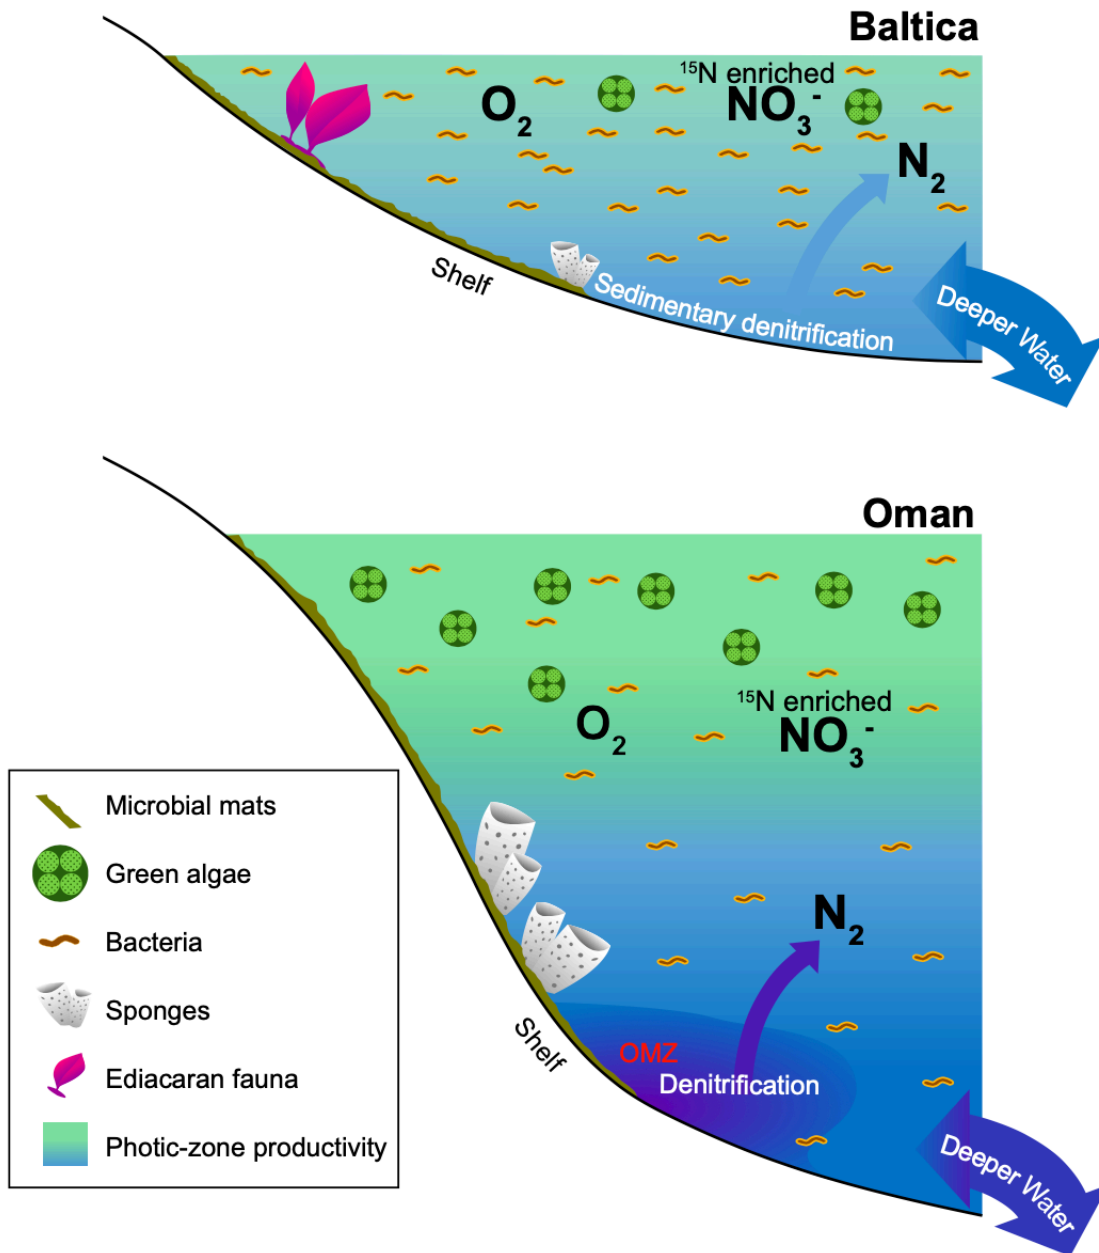 Baltica
¹⁵N enriched
O₂
NO₃⁻
N₂
Shelf
Sedimentary denitrification
Deeper Water
Oman
¹⁵N enriched
O₂
NO₃⁻
N₂
Shelf
OMZ
Denitrification
Deeper Water
Microbial mats
Green algae
Bacteria
Sponges
Ediacaran fauna
Photic-zone productivity